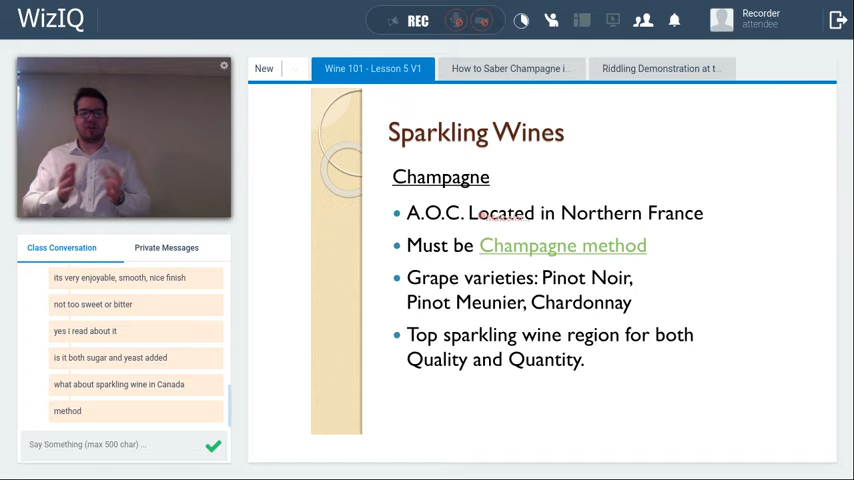 WizIQ
REC
Recorder
attendee
New
Wine 101 - Lesson 5 V1
How to Saber Champagne i...
Riddling Demonstration at t...
Sparkling Wines
Champagne
A.O.C. Located in Northern France
Must be Champagne method
Grape varieties: Pinot Noir,
Pinot Meunier, Chardonnay
Top sparkling wine region for both
Quality and Quantity.
Class Conversation
Private Messages
its very enjoyable, smooth, nice finish
not too sweet or bitter
yes i read about it
is it both sugar and yeast added
what about sparkling wine in Canada
method
Say Something (max 500 char) ...